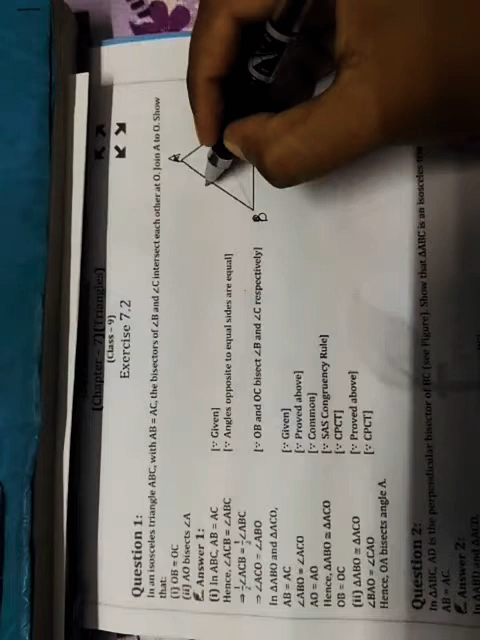 [Chapter – 7][Triangles]
(Class – 9)
Exercise 7.2
Question 1:
In an isosceles triangle ABC, with AB = AC, the bisectors of ∠B and ∠C intersect each other at O. Join A to O. Show
that:
(i) OB = OC
(ii) AO bisects ∠A
Answer 1:
(i) In ABC, AB = AC [∵ Given]
Hence, ∠ACB = ∠ABC [∵ Angles opposite to equal sides are equal]
⇒ 1/2∠ACB = 1/2∠ABC
⇒ ∠ACO = ∠ABO [∵ OB and OC bisect ∠B and ∠C respectively]
In ΔABO and ΔACO,
AB = AC [∵ Given]
∠ABO = ∠ACO [∵ Proved above]
AO = AO [∵ Common]
Hence, ΔABO ≅ ΔACO [∵ SAS Congruency Rule]
OB = OC [∵ CPCT]
(ii) ΔABO ≅ ΔACO [∵ Proved above]
∠BAO = ∠CAO [∵ CPCT]
Hence, OA bisects angle A.
A
B
Question 2:
In ΔABC, AD is the perpendicular bisector of BC (see Figure). Show that ΔABC is an isosceles
AB = AC.
Answer 2:
In ΔABD and ΔACD,